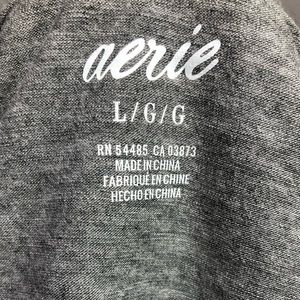 aerie
L/G/G
RN 54485 CA 03873
MADE IN CHINA
FABRIQUÉ EN CHINE
HECHO EN CHINA